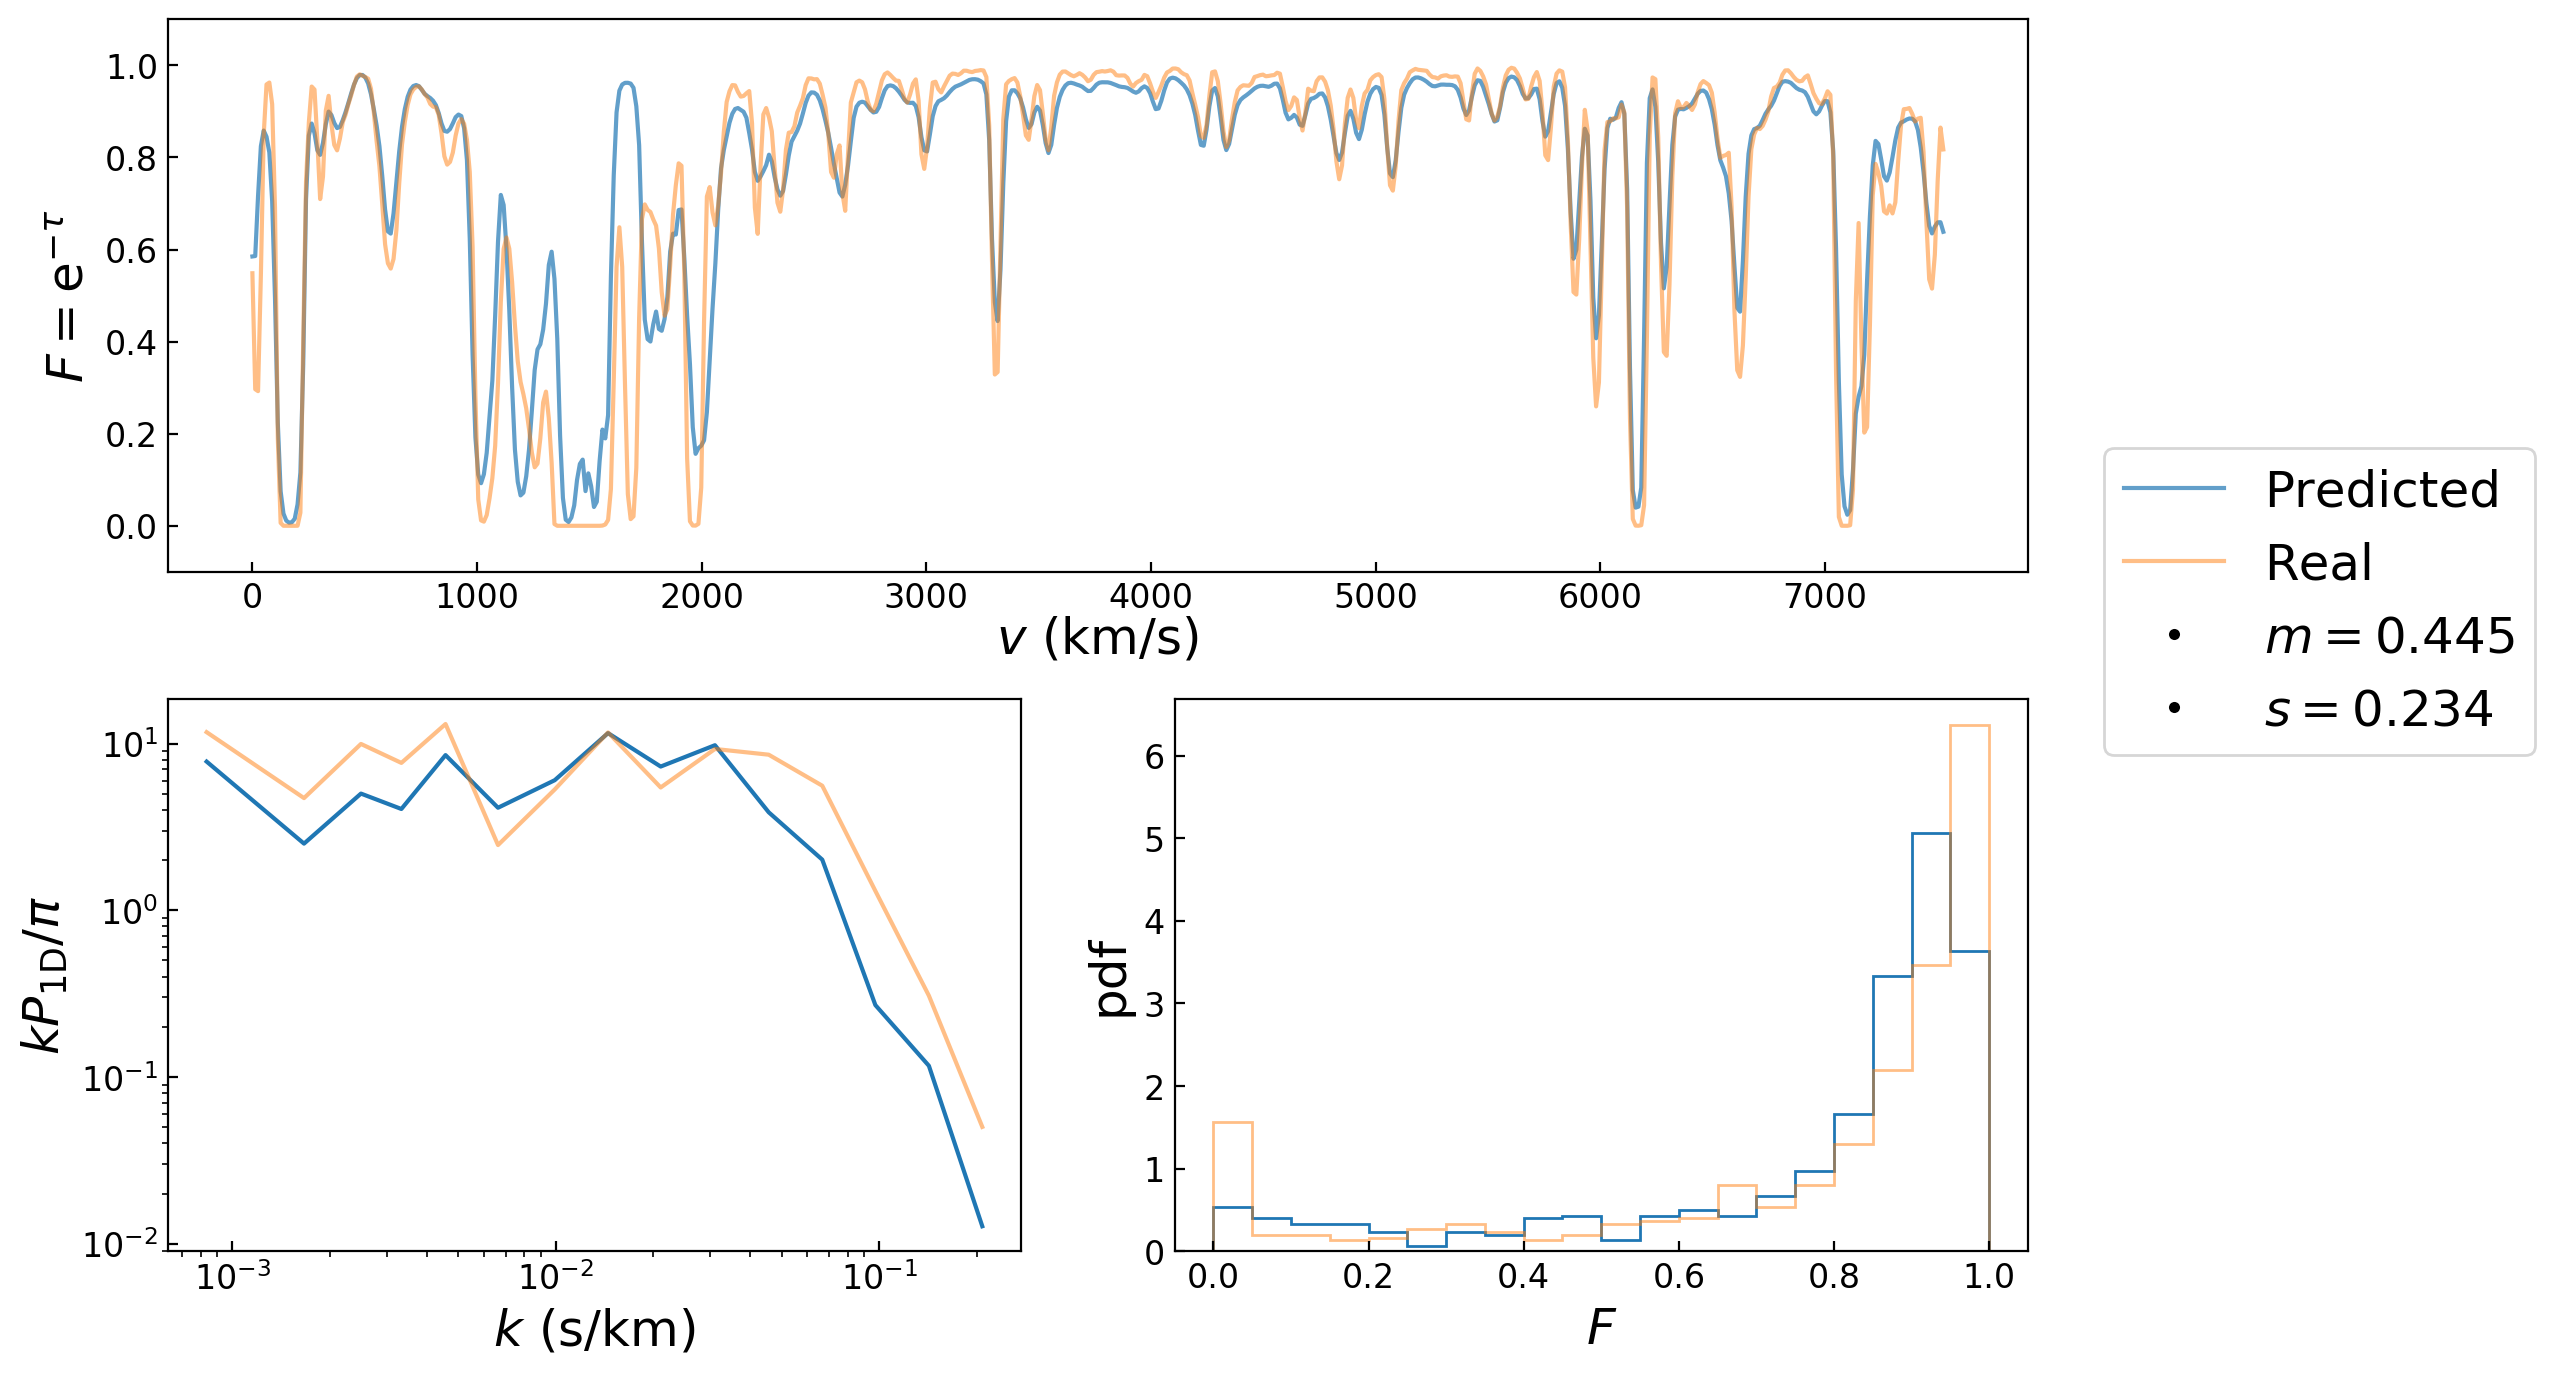 1.0
0.8
0.6
0.4
0.2
0.0
F = e^{−τ}
0 1000 2000 3000 4000 5000 6000 7000
v (km/s)
Predicted
Real
m = 0.445
s = 0.234
10^1
10^0
10^{−1}
10^{−2}
kP_{1D}/π
10^{−3} 10^{−2} 10^{−1}
k (s/km)
6
5
4
3
2
1
0
pdf
0.0 0.2 0.4 0.6 0.8 1.0
F